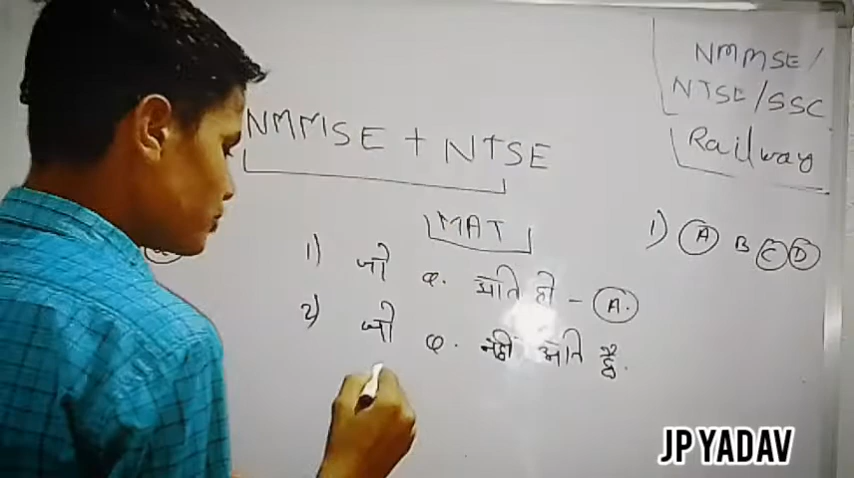 NMMSE/
NTSE/SSC
Railway
NMMSE + NTSE
MAT
1) (A) B (C) (D)
1) जो प्र. आते हो - (A.)
2) जो प्र. नहीं आते है.
JP YADAV